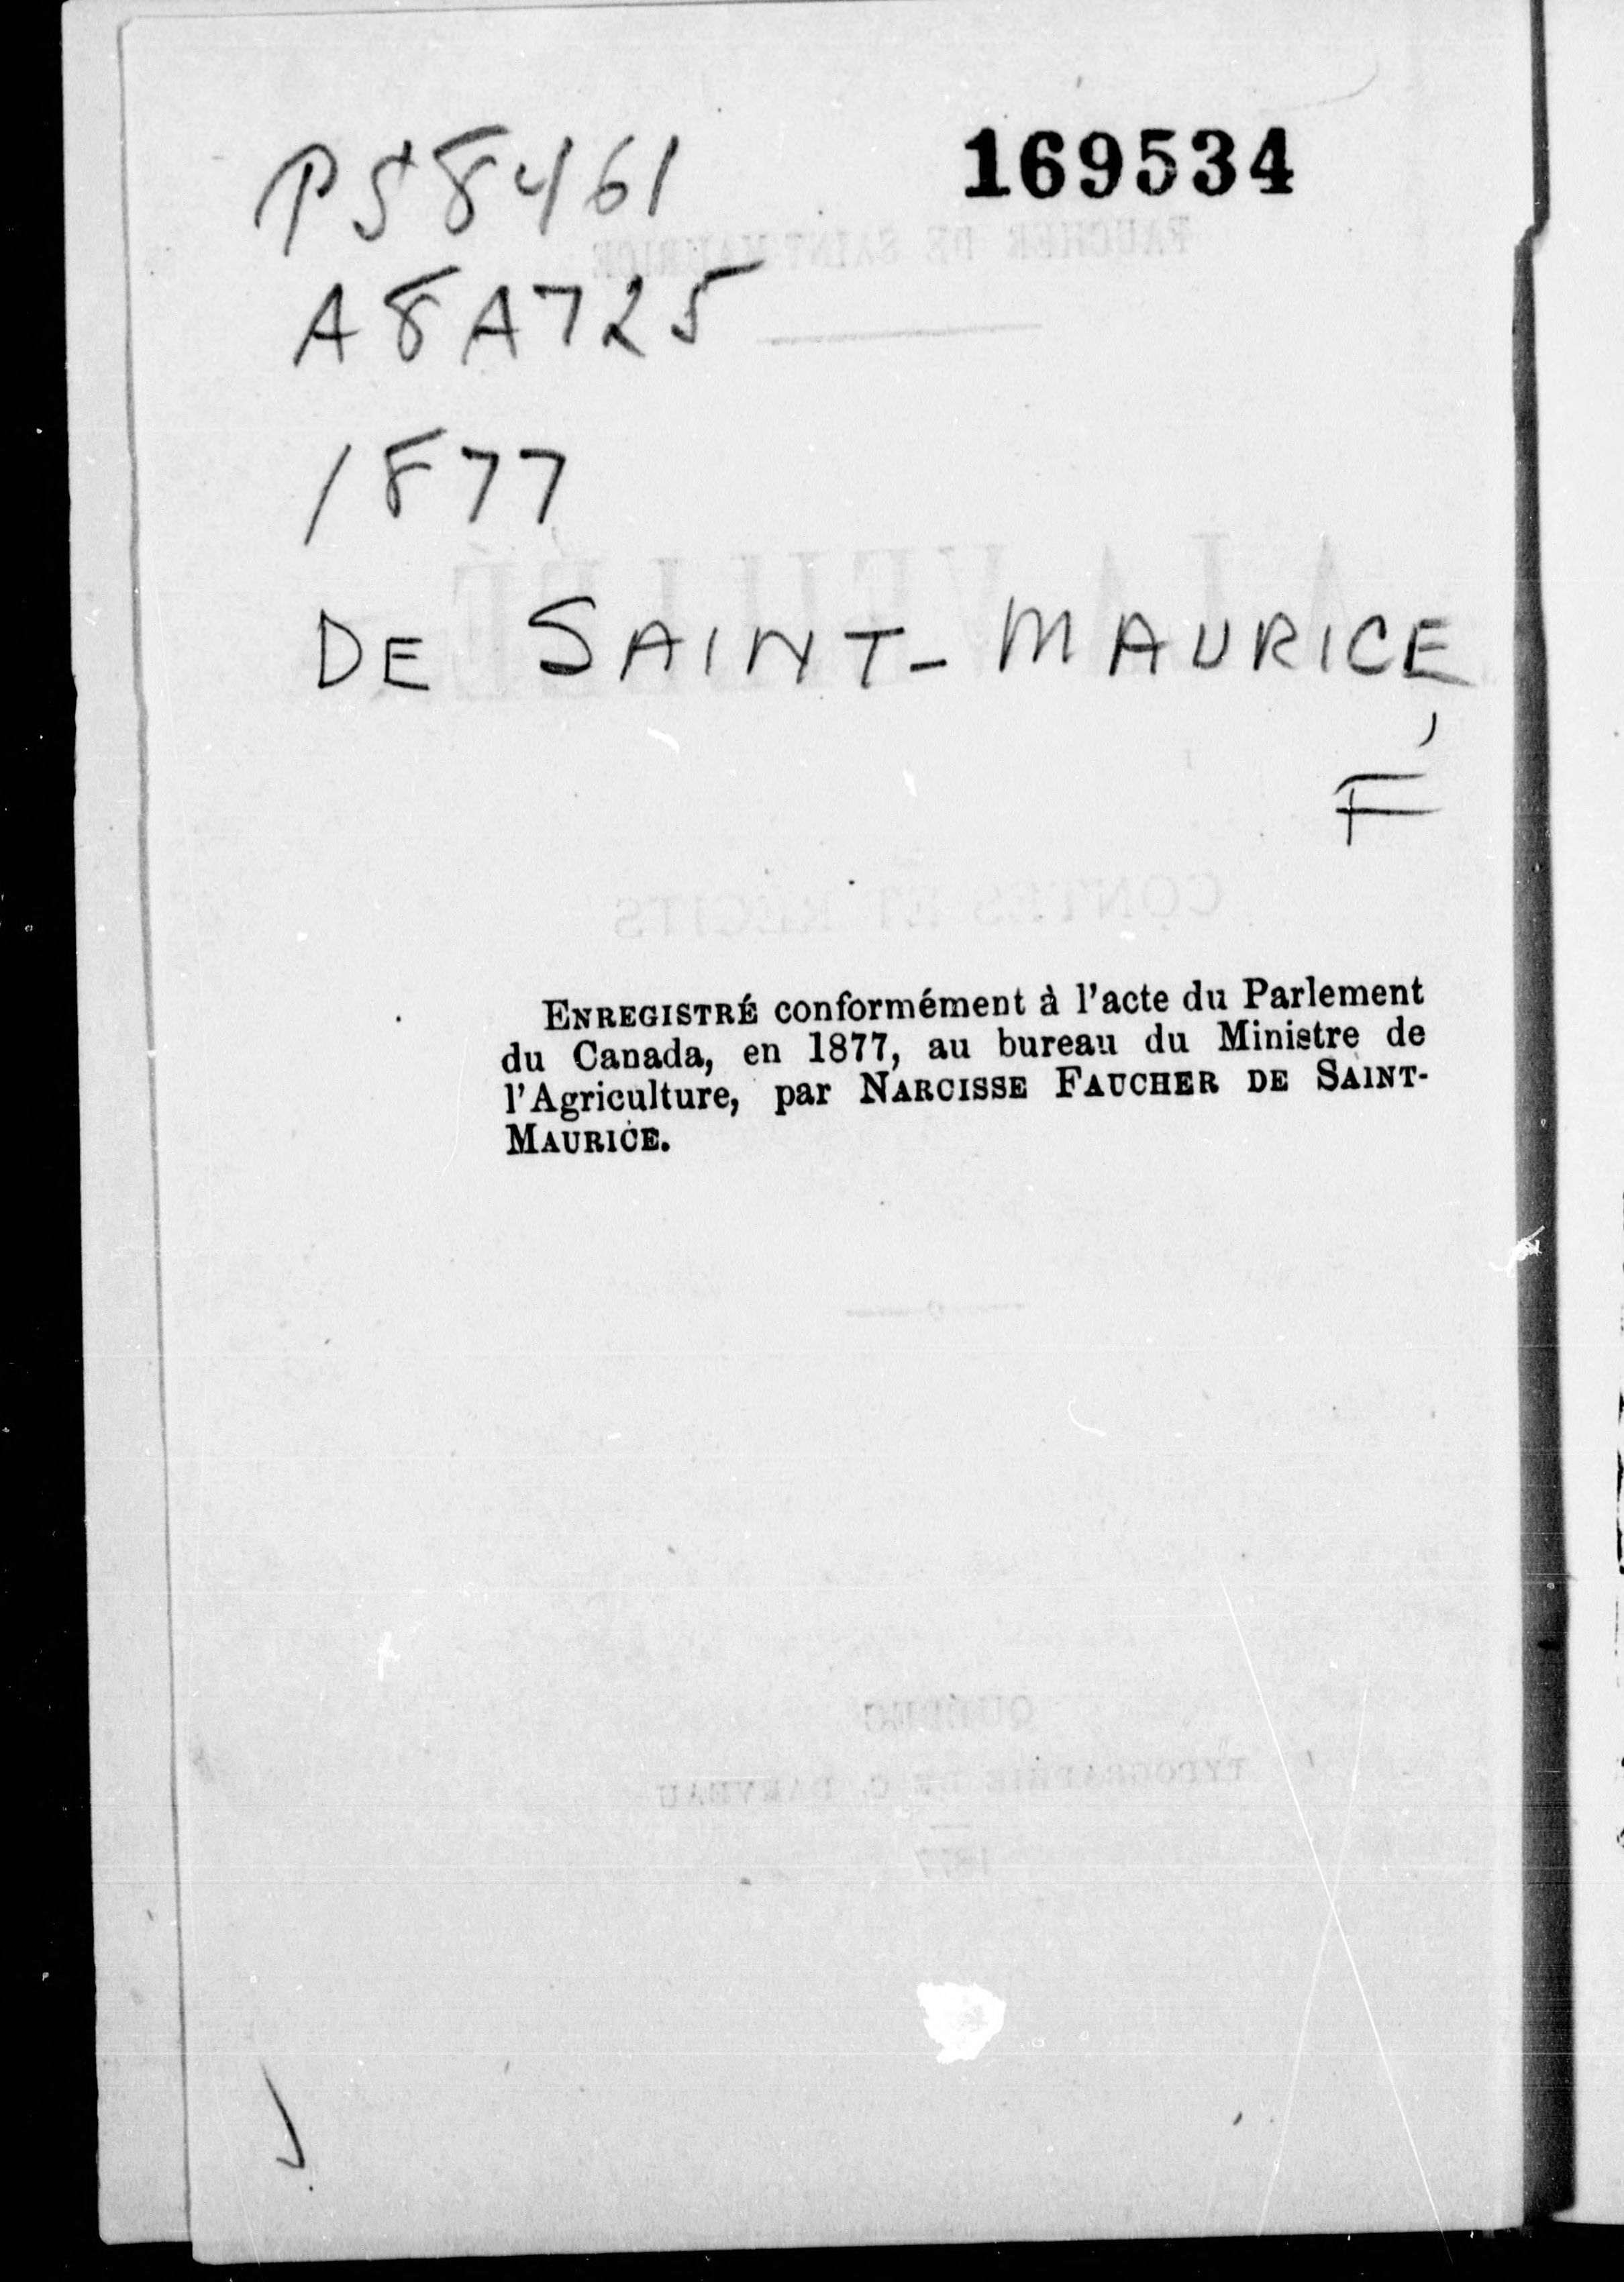 PS8461
169534
A8A725
1877
DE SAINT-MAURICE,
F
ENREGISTRÉ conformément à l'acte du Parlement
du Canada, en 1877, au bureau du Ministre de
l'Agriculture, par NARCISSE FAUCHER DE SAINT-
MAURICE.